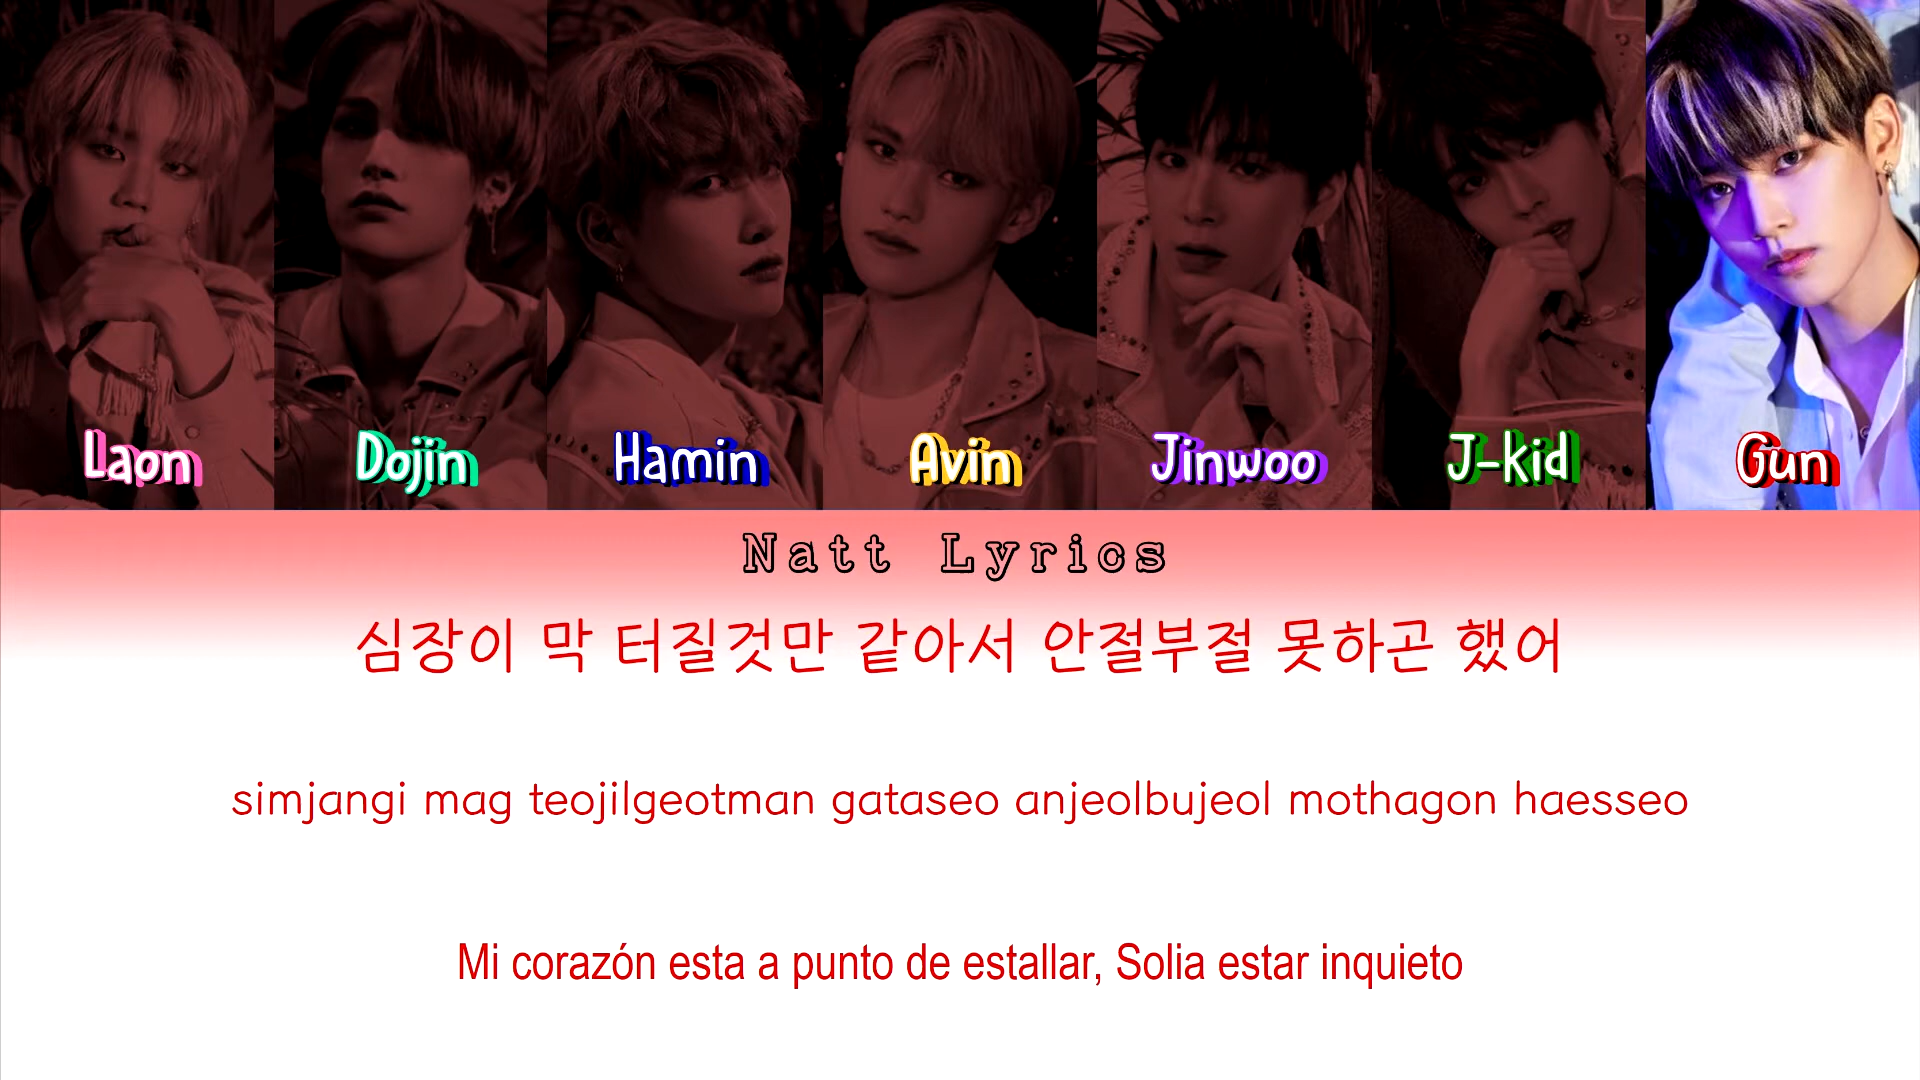 Laon Dojin Hamin Avin Jinwoo J-kid Gun
Natt Lyrics
심장이 막 터질것만 같아서 안절부절 못하곤 했어
simjangi mag teojilgeotman gataseo anjeolbujeol mothagon haesseo
Mi corazón esta a punto de estallar, Solia estar inquieto